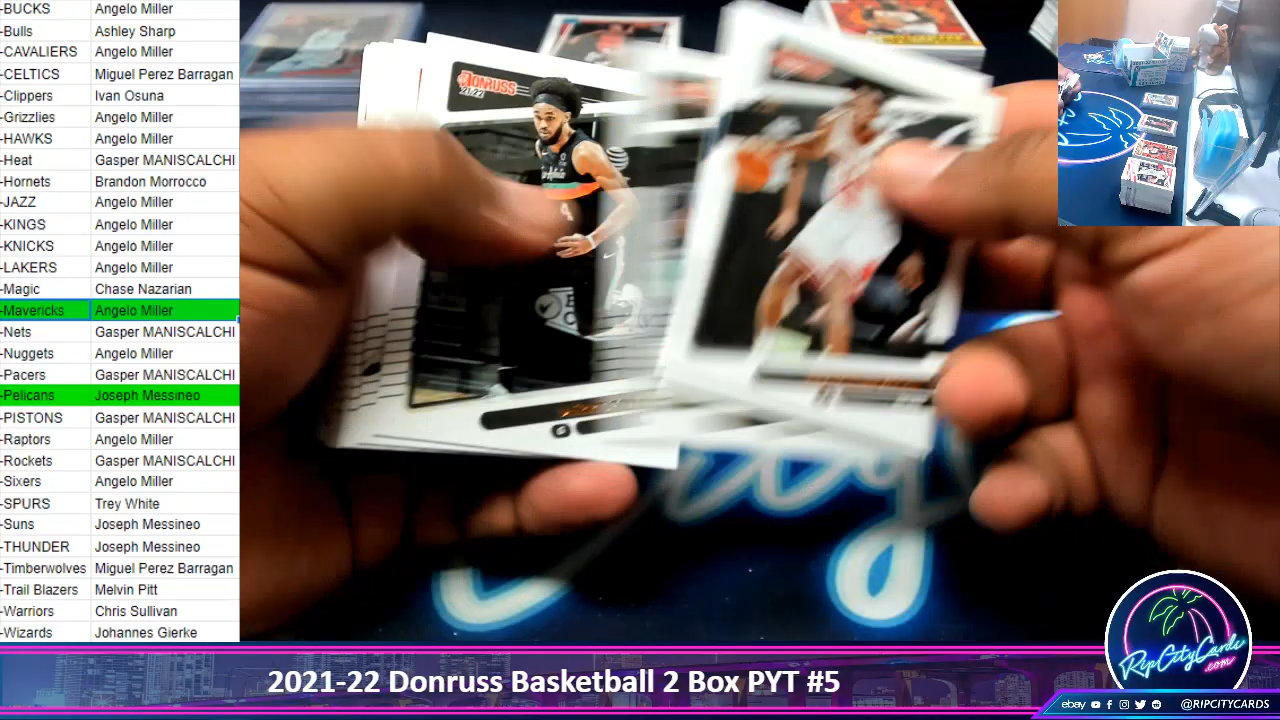 -BUCKS Angelo Miller
-Bulls Ashley Sharp
-CAVALIERS Angelo Miller
-CELTICS Miguel Perez Barragan
-Clippers Ivan Osuna
-Grizzlies Angelo Miller
-HAWKS Angelo Miller
-Heat Gasper MANISCALCHI
-Hornets Brandon Morrocco
-JAZZ Angelo Miller
-KINGS Angelo Miller
-KNICKS Angelo Miller
-LAKERS Angelo Miller
-Magic Chase Nazarian
-Mavericks Angelo Miller
-Nets Gasper MANISCALCHI
-Nuggets Angelo Miller
-Pacers Gasper MANISCALCHI
-Pelicans Joseph Messineo
-PISTONS Gasper MANISCALCHI
-Raptors Angelo Miller
-Rockets Gasper MANISCALCHI
-Sixers Angelo Miller
-SPURS Trey White
-Suns Joseph Messineo
-THUNDER Joseph Messineo
-Timberwolves Miguel Perez Barragan
-Trail Blazers Melvin Pitt
-Warriors Chris Sullivan
-Wizards Johannes Gierke
DONRUSS
21-22
AT&T
G
2021-22 Donruss Basketball 2 Box PYT #5
RipCityCards
.com
ebay @RIPCITYCARDS